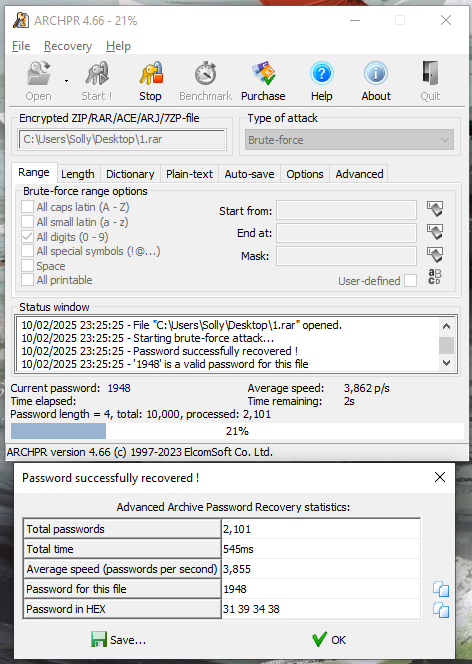 ARCHPR 4.66 - 21%
File Recovery Help
Open Start ! Stop Benchmark Purchase Help About Quit
Encrypted ZIP/RAR/ACE/ARJ/7ZP-file
C:\Users\Solly\Desktop\1.rar
Type of attack
Brute-force
Range Length Dictionary Plain-text Auto-save Options Advanced
Brute-force range options
All caps latin (A - Z)
All small latin (a - z)
All digits (0 - 9)
All special symbols (!@...)
Space
All printable
Start from:
End at:
Mask:
User-defined
aBCD
Status window
10/02/2025 23:25:25 - File "C:\Users\Solly\Desktop\1.rar" opened.
10/02/2025 23:25:25 - Starting brute-force attack...
10/02/2025 23:25:25 - Password successfully recovered !
10/02/2025 23:25:25 - '1948' is a valid password for this file
Current password: 1948 Average speed: 3,862 p/s
Time elapsed: Time remaining: 2s
Password length = 4, total: 10,000, processed: 2,101
21%
ARCHPR version 4.66 (c) 1997-2023 ElcomSoft Co. Ltd.
Password successfully recovered !
Advanced Archive Password Recovery statistics:
Total passwords 2,101
Total time 545ms
Average speed (passwords per second) 3,855
Password for this file 1948
Password in HEX 31 39 34 38
Save... OK